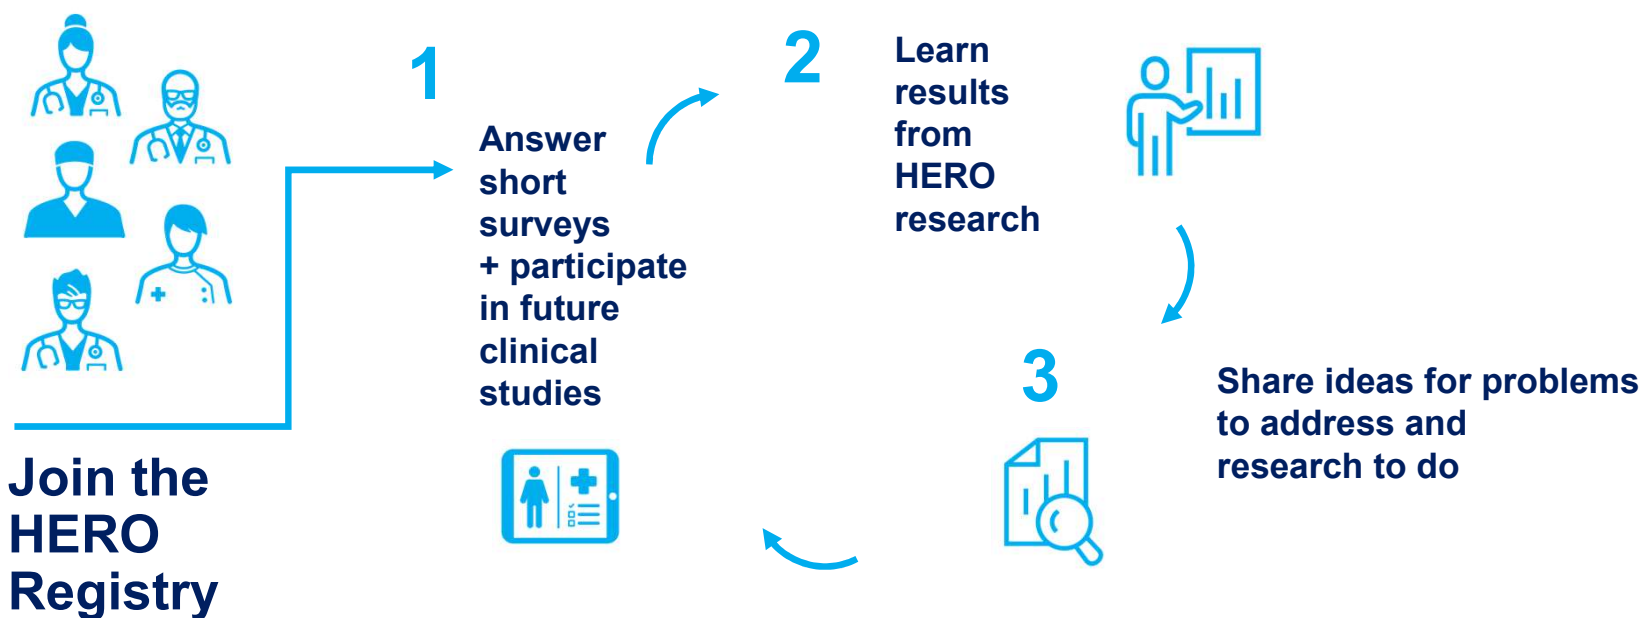 Join the
HERO
Registry
1
Answer
short
surveys
+ participate
in future
clinical
studies
2
Learn
results
from
HERO
research
3
Share ideas for problems
to address and
research to do